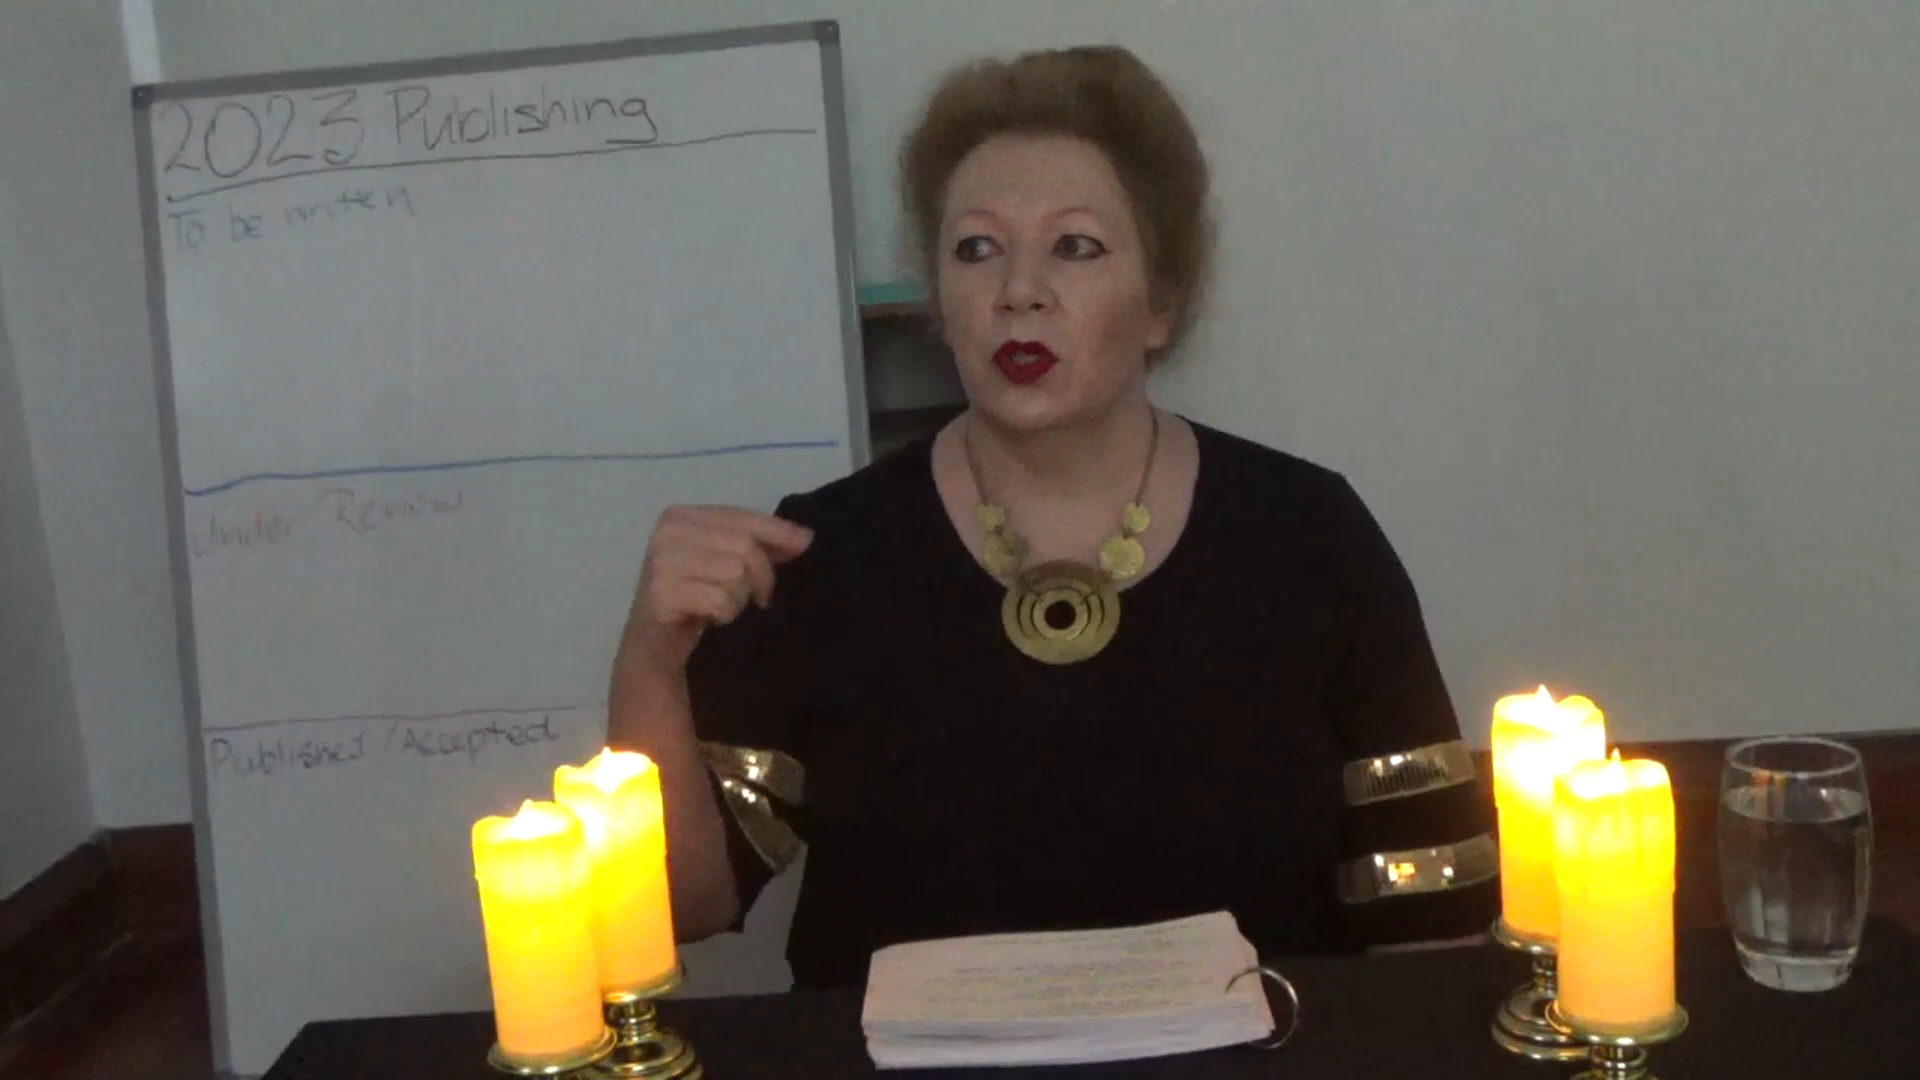 2023 Publishing
To be written
Under Review
Published / Accepted